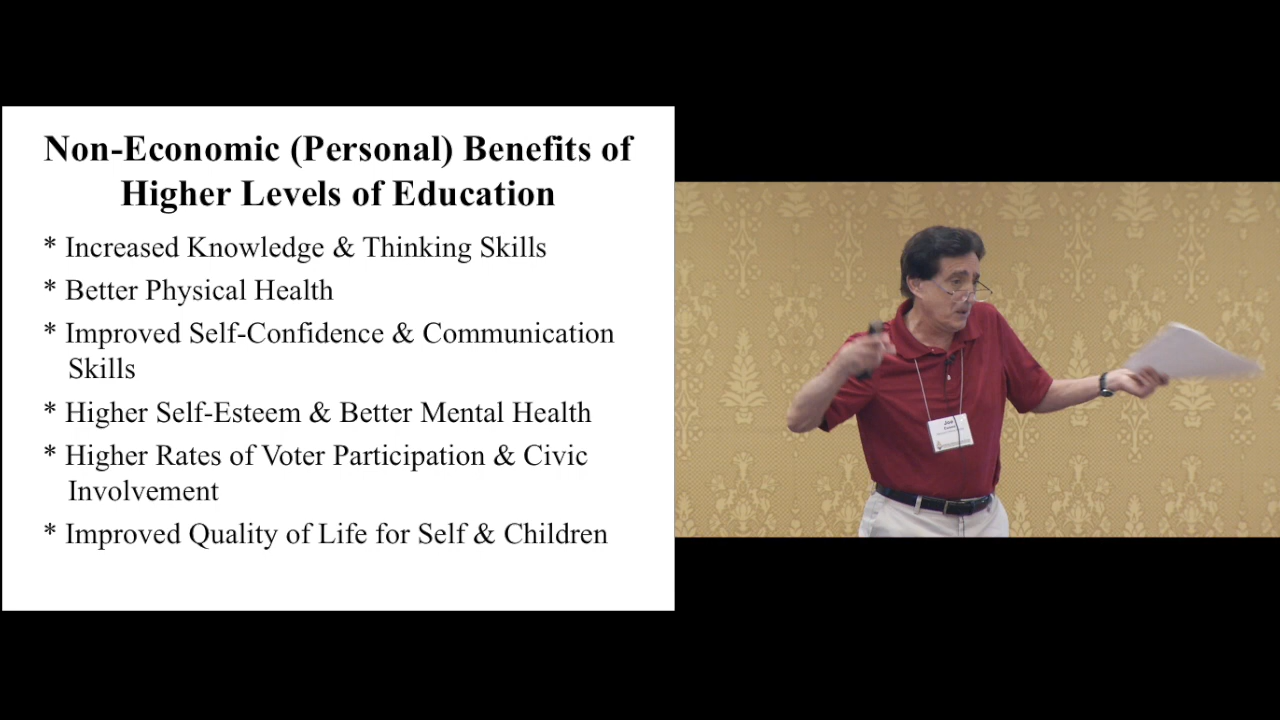 Non-Economic (Personal) Benefits of
Higher Levels of Education
* Increased Knowledge & Thinking Skills
* Better Physical Health
* Improved Self-Confidence & Communication
Skills
* Higher Self-Esteem & Better Mental Health
* Higher Rates of Voter Participation & Civic
Involvement
* Improved Quality of Life for Self & Children
Joe